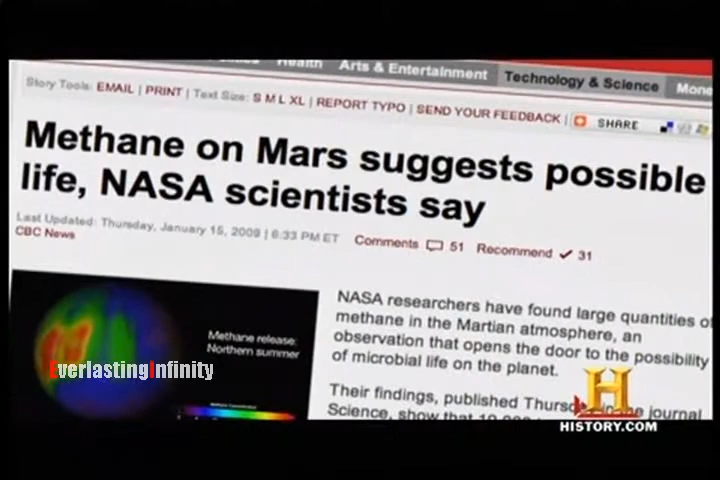 Health Arts & Entertainment Technology & Science
Story Tools: EMAIL | PRINT | Text Size: S M L XL | REPORT TYPO | SEND YOUR FEEDBACK | SHARE
Methane on Mars suggests possible
life, NASA scientists say
Last Updated: Thursday, January 15, 2009 | 6:33 PM ET Comments 51 Recommend 31
CBC News
NASA researchers have found large quantities of
methane in the Martian atmosphere, an
observation that opens the door to the possibility
of microbial life on the planet.
Their findings, published in the journal
Science, show that
Methane release:
Northern summer
EverlastingInfinity
H
HISTORY.COM